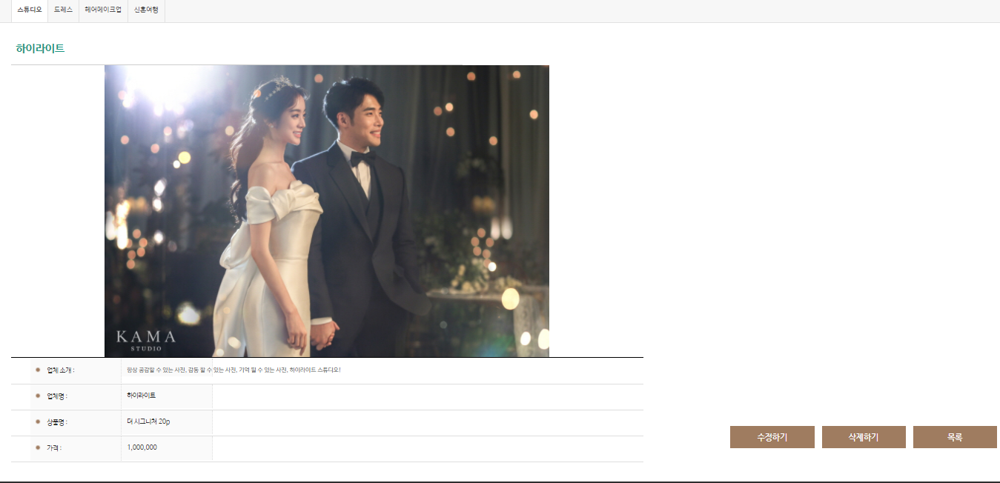 스튜디오 드레스 헤어메이크업 신혼여행
하이라이트
KAMA
STUDIO
업체 소개 : 항상 공감할 수 있는 사진, 감동 할 수 있는 사진, 기억 될 수 있는 사진, 하이라이트 스튜디오!
업체명 : 하이라이트
상품명 : 더 시그니처 20p
가격 : 1,000,000
수정하기 삭제하기 목록